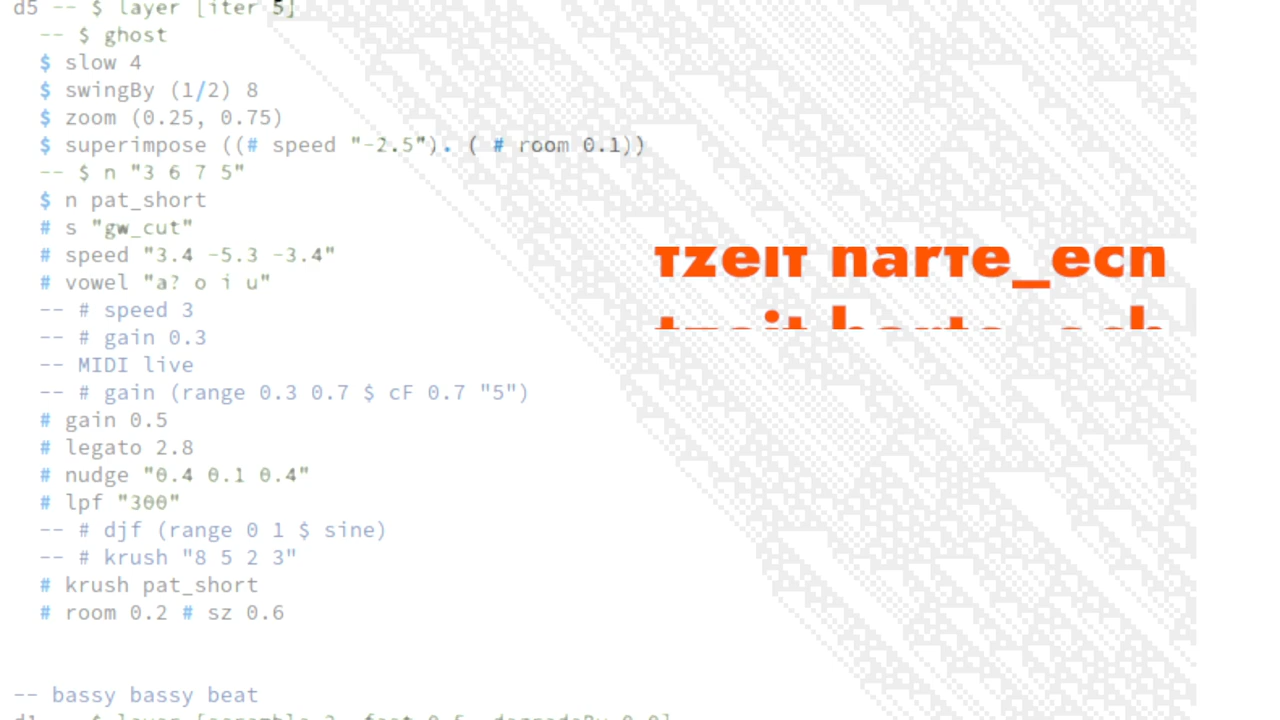 d5 -- $ layer [iter 5]
-- $ ghost
$ slow 4
$ swingBy (1/2) 8
$ zoom (0.25, 0.75)
$ superimpose ((# speed "-2.5"). ( # room 0.1))
-- $ n "3 6 7 5"
$ n pat_short
# s "gw_cut"
# speed "3.4 -5.3 -3.4"
# vowel "a? o i u"
-- # speed 3
-- # gain 0.3
-- MIDI live
-- # gain (range 0.3 0.7 $ cF 0.7 "5")
# gain 0.5
# legato 2.8
# nudge "0.4 0.1 0.4"
# lpf "300"
-- # djf (range 0 1 $ sine)
-- # krush "8 5 2 3"
# krush pat_short
# room 0.2 # sz 0.6
-- bassy bassy beat